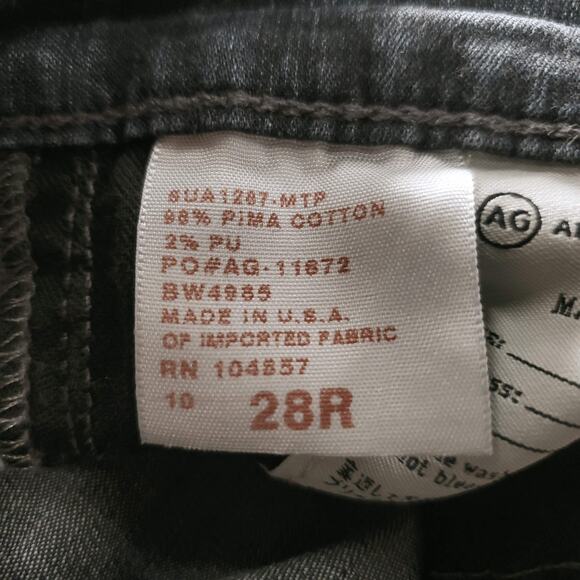 SUA1287-MTP
98% PIMA COTTON
2% PU
PO#AG-11872
BW4985
MADE IN U.S.A.
OF IMPORTED FABRIC
RN 104857
10 28R
AG